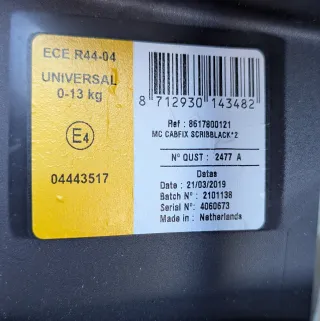 ECE R44-04
UNIVERSAL
0-13 kg
E4
04443517
8 712930 143482
Ref : 8617800121
MC CABFIX SCRIBBLACK*2
N° QUST : 2477 A
Datas
Date : 21/03/2019
Batch N° : 2101138
Serial N° : 4060673
Made in : Netherlands